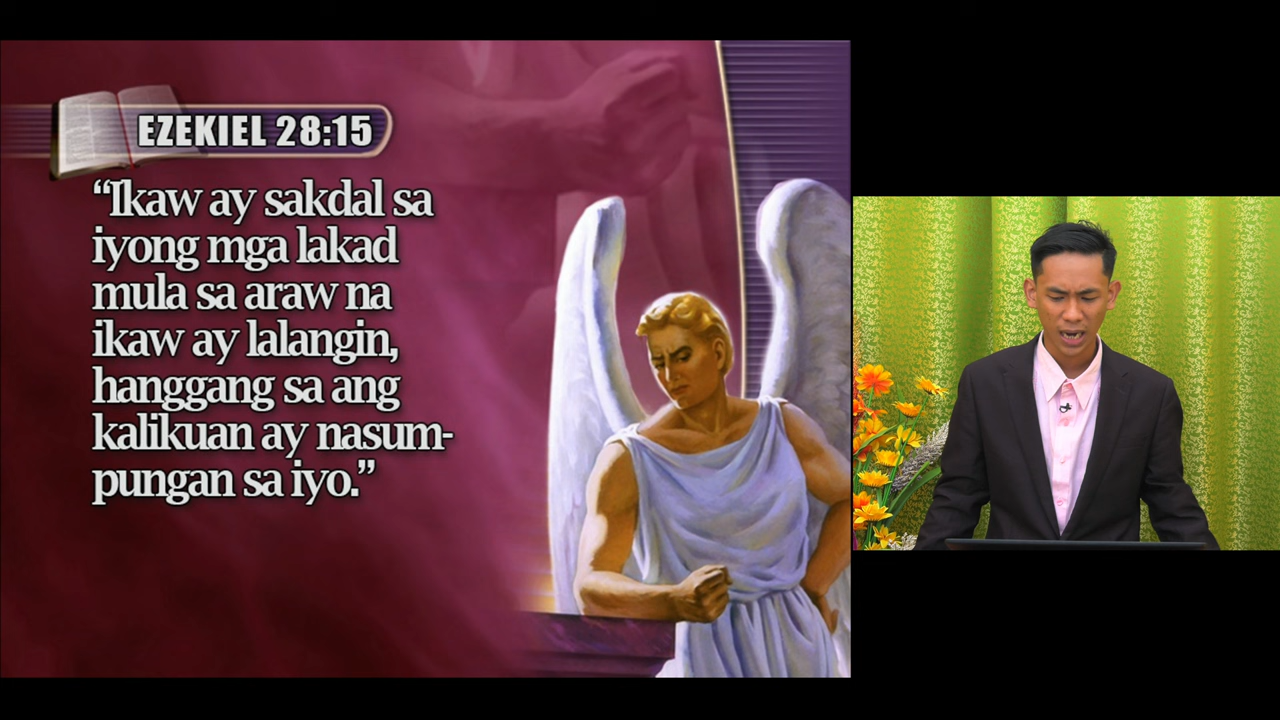 EZEKIEL 28:15
“Ikaw ay sakdal sa
iyong mga lakad
mula sa araw na
ikaw ay lalangin,
hanggang sa ang
kalikuan ay nasum-
pungan sa iyo.”